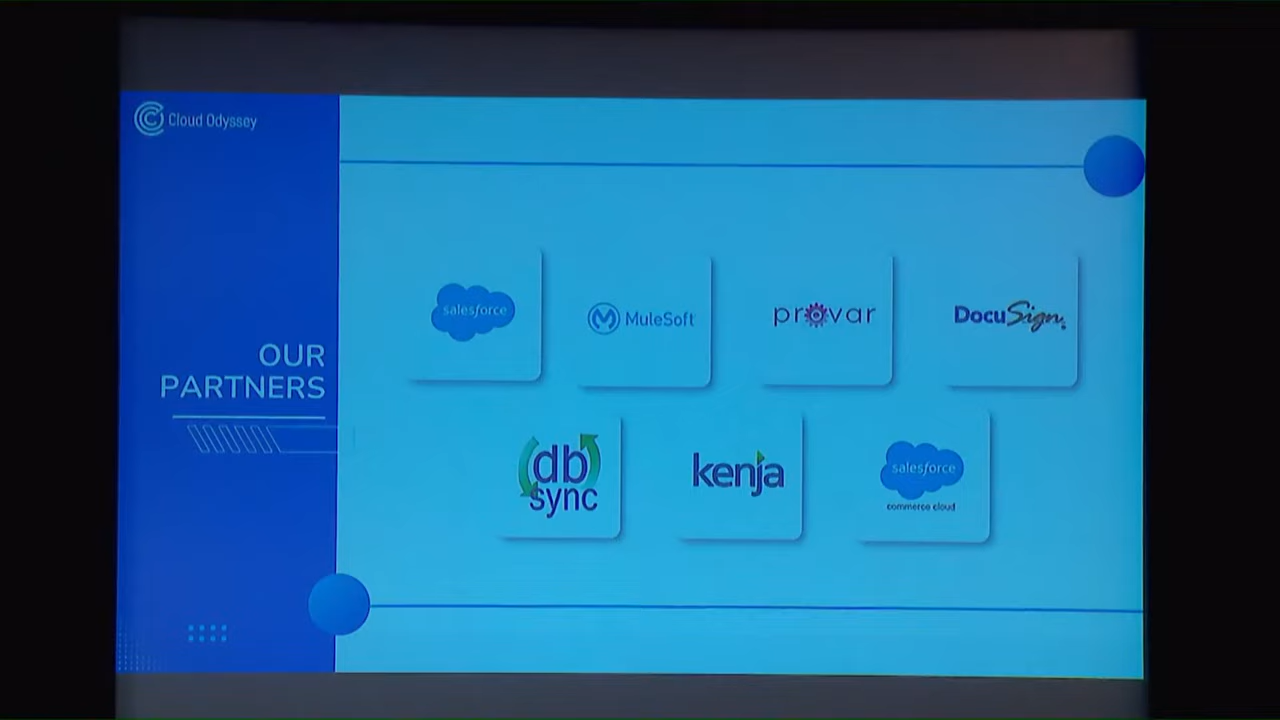 Cloud Odyssey
OUR
PARTNERS
salesforce
MuleSoft
provar
DocuSign
db
sync
kenja
salesforce
commerce cloud